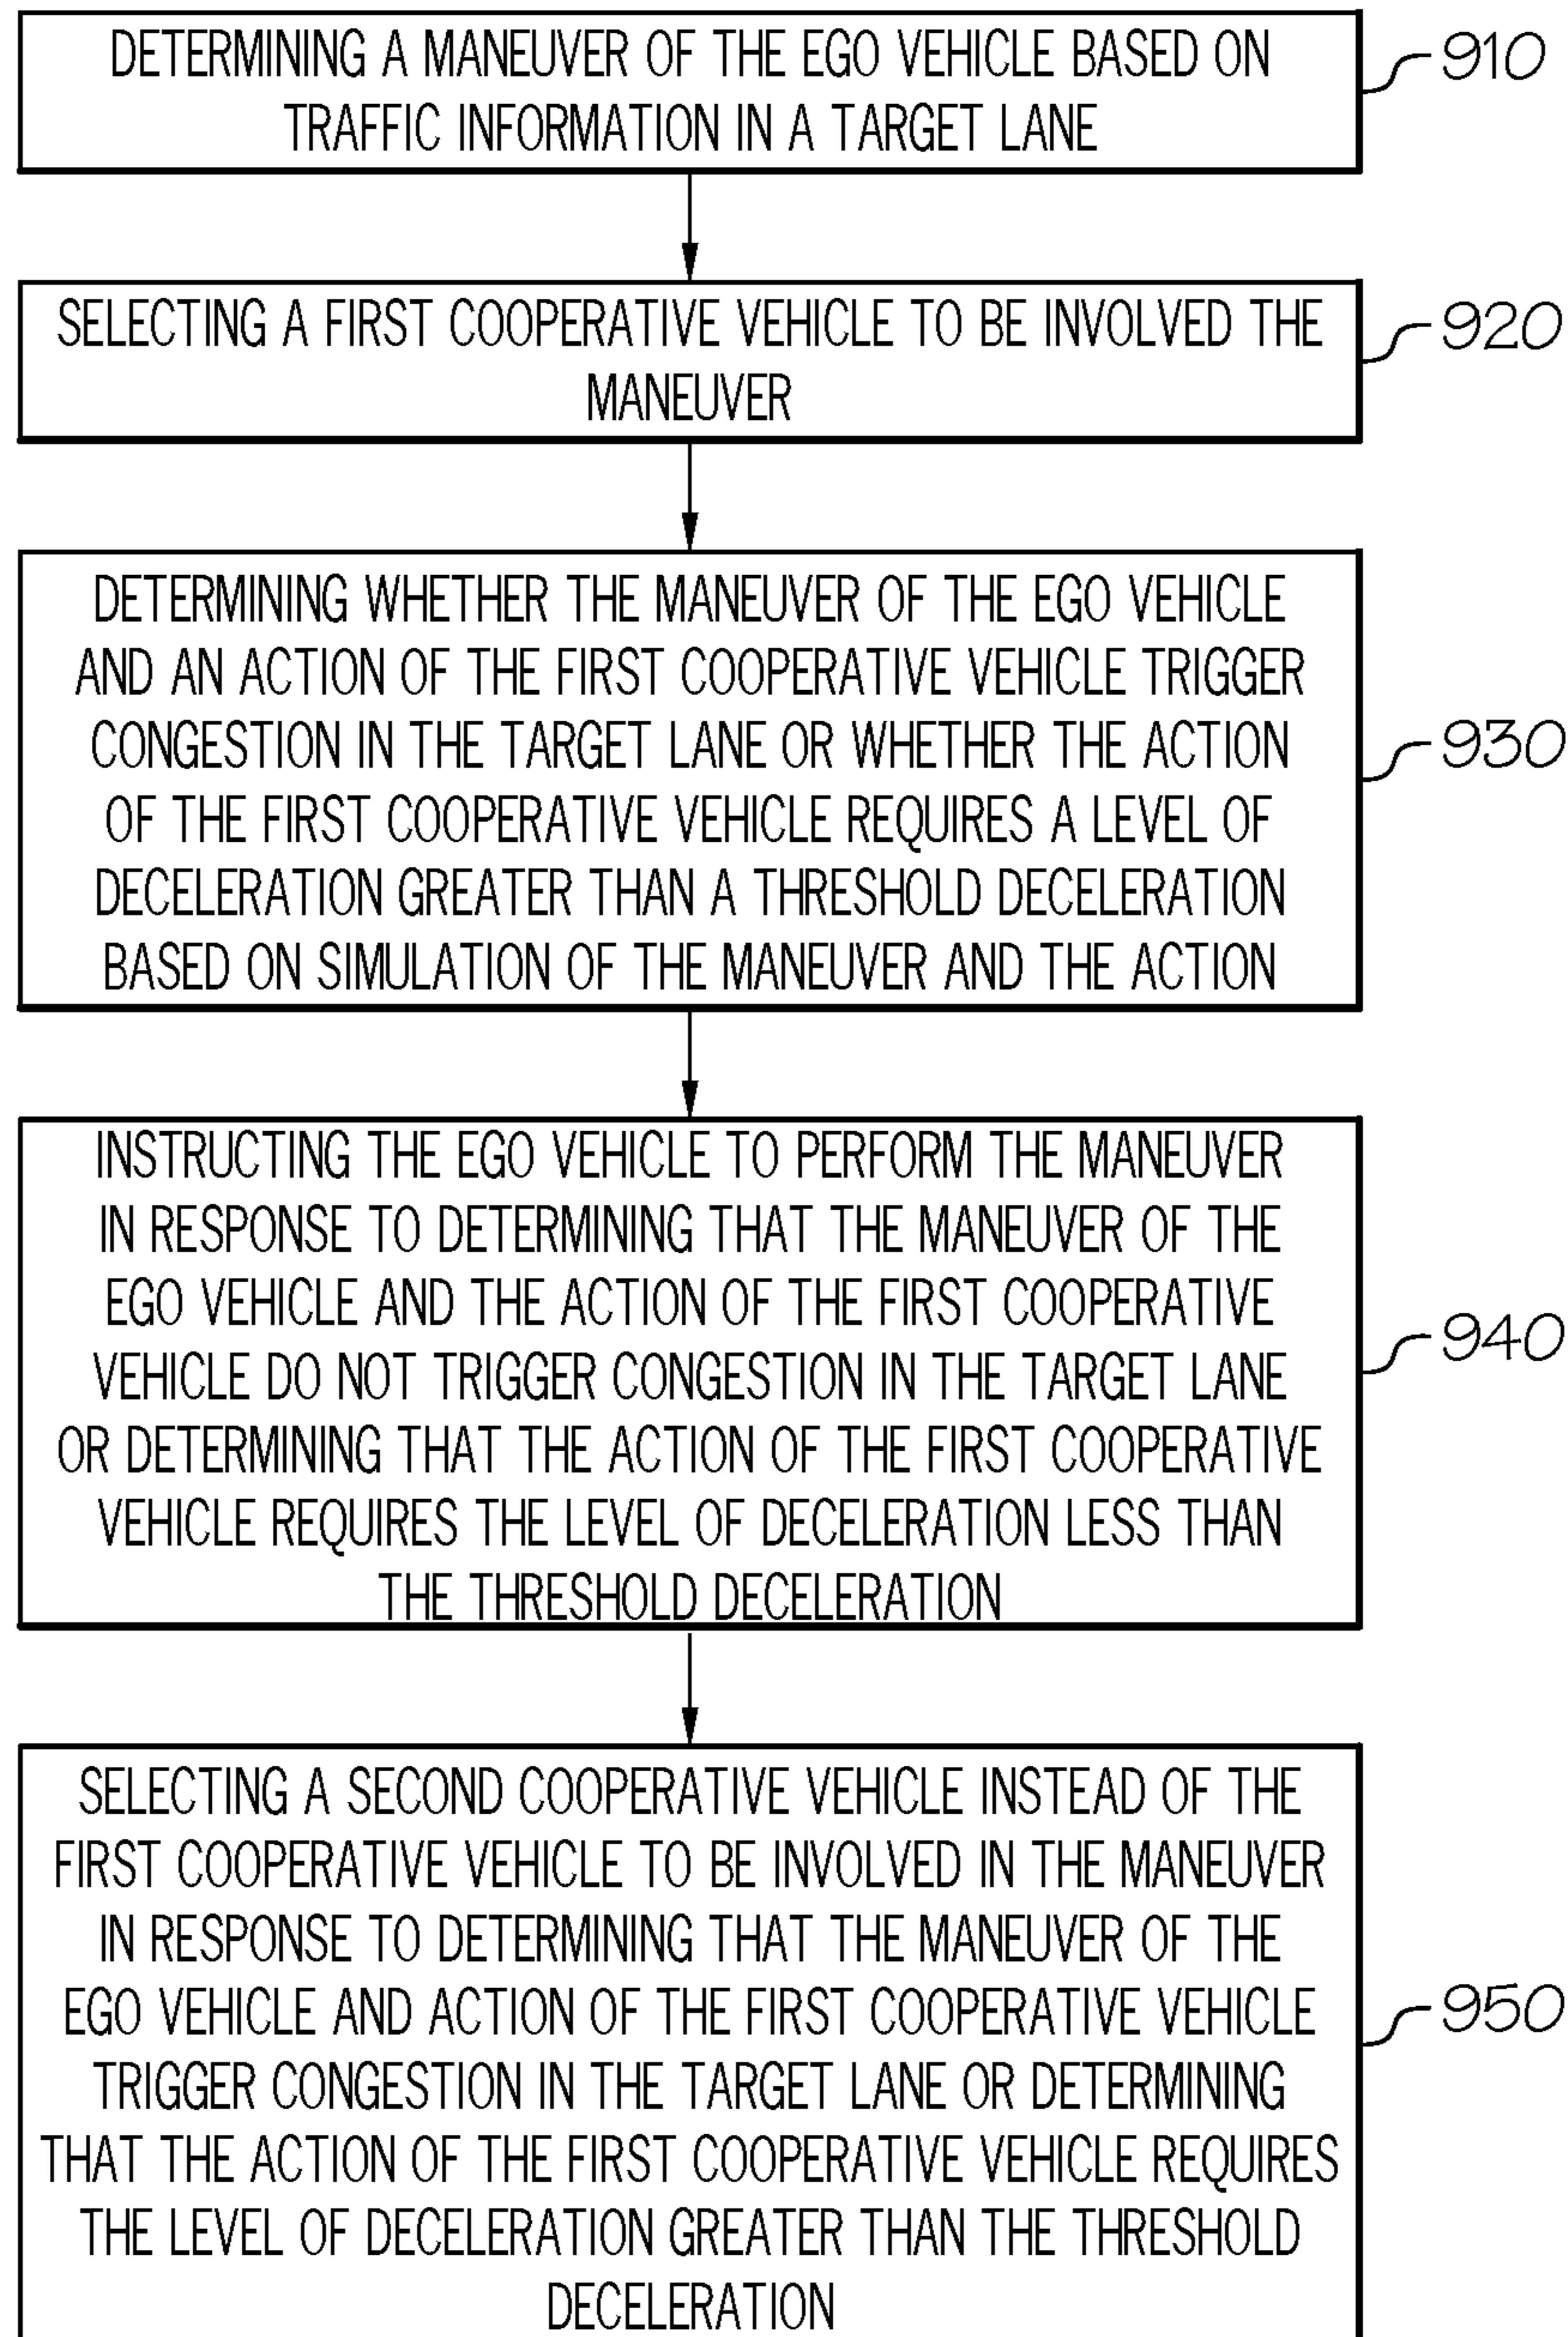 DETERMINING A MANEUVER OF THE EGO VEHICLE BASED ON
TRAFFIC INFORMATION IN A TARGET LANE
910
SELECTING A FIRST COOPERATIVE VEHICLE TO BE INVOLVED THE
MANEUVER
920
DETERMINING WHETHER THE MANEUVER OF THE EGO VEHICLE
AND AN ACTION OF THE FIRST COOPERATIVE VEHICLE TRIGGER
CONGESTION IN THE TARGET LANE OR WHETHER THE ACTION
OF THE FIRST COOPERATIVE VEHICLE REQUIRES A LEVEL OF
DECELERATION GREATER THAN A THRESHOLD DECELERATION
BASED ON SIMULATION OF THE MANEUVER AND THE ACTION
930
INSTRUCTING THE EGO VEHICLE TO PERFORM THE MANEUVER
IN RESPONSE TO DETERMINING THAT THE MANEUVER OF THE
EGO VEHICLE AND THE ACTION OF THE FIRST COOPERATIVE
VEHICLE DO NOT TRIGGER CONGESTION IN THE TARGET LANE
OR DETERMINING THAT THE ACTION OF THE FIRST COOPERATIVE
VEHICLE REQUIRES THE LEVEL OF DECELERATION LESS THAN
THE THRESHOLD DECELERATION
940
SELECTING A SECOND COOPERATIVE VEHICLE INSTEAD OF THE
FIRST COOPERATIVE VEHICLE TO BE INVOLVED IN THE MANEUVER
IN RESPONSE TO DETERMINING THAT THE MANEUVER OF THE
EGO VEHICLE AND ACTION OF THE FIRST COOPERATIVE VEHICLE
TRIGGER CONGESTION IN THE TARGET LANE OR DETERMINING
THAT THE ACTION OF THE FIRST COOPERATIVE VEHICLE REQUIRES
THE LEVEL OF DECELERATION GREATER THAN THE THRESHOLD
DECELERATION
950